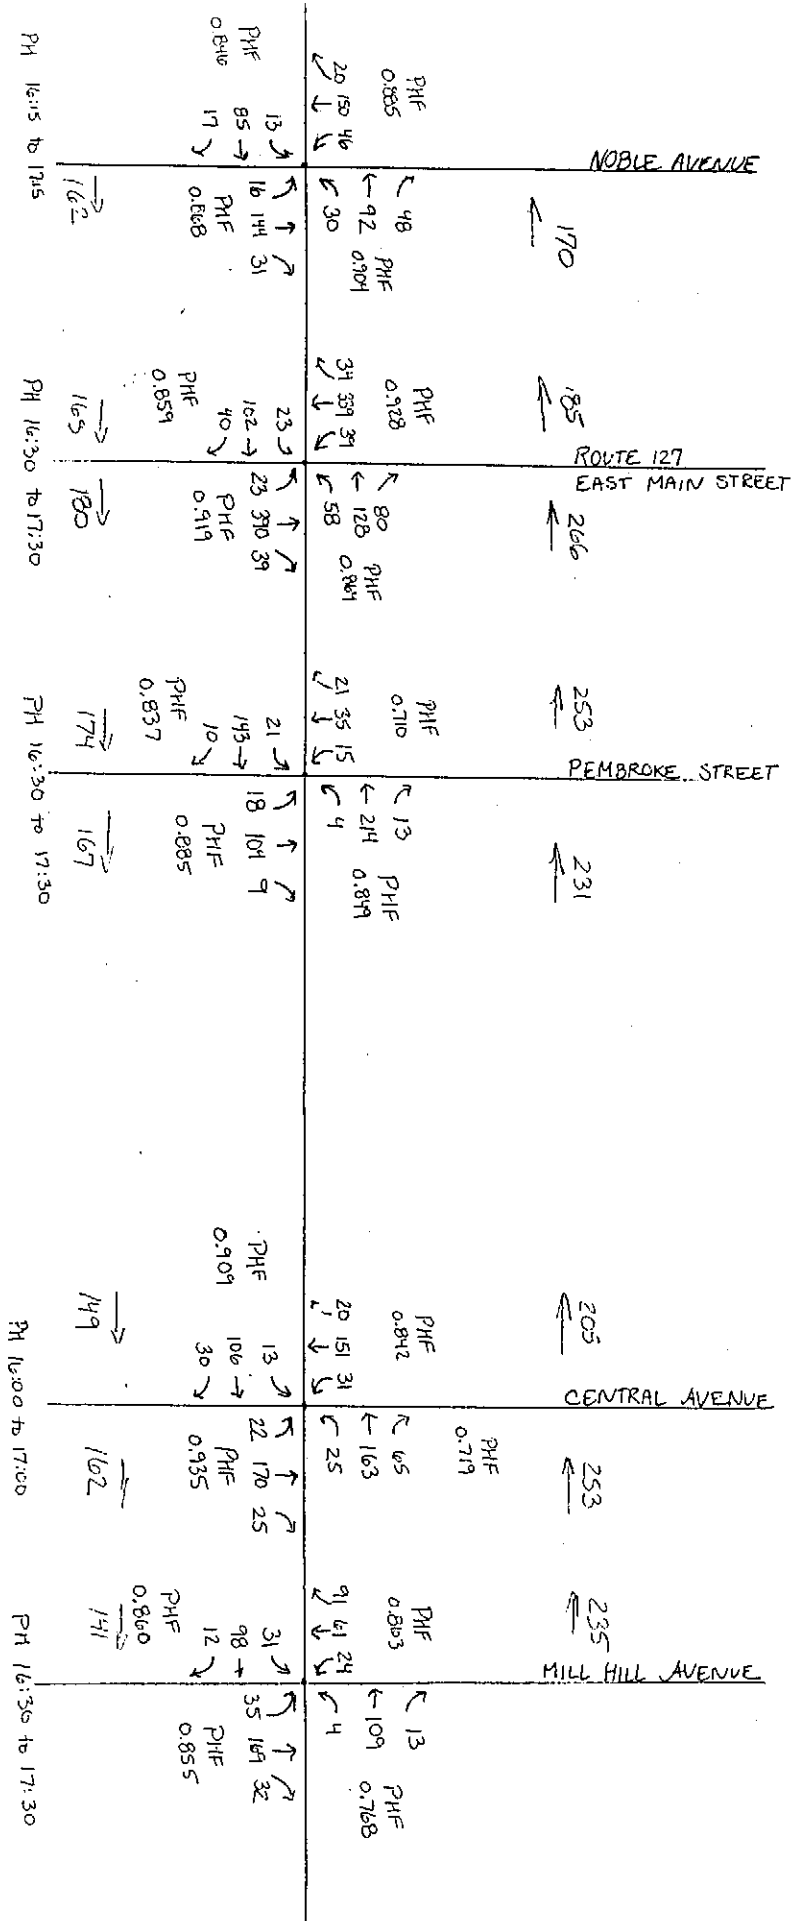 NOBLE AVENUE
PHF
0.885
20 150 46
PHF
0.846
13
85
17
48
92
30
PHF
0.904
16 144 31
PHF
0.868
170
162
PH 16:15 to 17:15
ROUTE 127
EAST MAIN STREET
185
PHF
0.928
34 339 39
PHF
0.859
23
102
40
165
80
128
58
PHF
0.864
23 390 39
PHF
0.919
266
180
PH 16:30 to 17:30
PEMBROKE STREET
253
PHF
0.710
21 35 15
PHF
0.837
21
143
10
174
13
214
4
PHF
0.849
18 104 9
PHF
0.885
231
167
PH 16:30 to 17:30
CENTRAL AVENUE
205
PHF
0.842
20 151 31
PHF
0.909
13
106
30
149
65
163
25
PHF
0.719
22 170 25
PHF
0.935
253
162
PH 16:00 to 17:00
MILL HILL AVENUE
235
PHF
0.863
91 61 24
PHF
0.860
31
98
12
141
13
109
4
PHF
0.768
35 169 32
PHF
0.855
PH 16:30 to 17:30